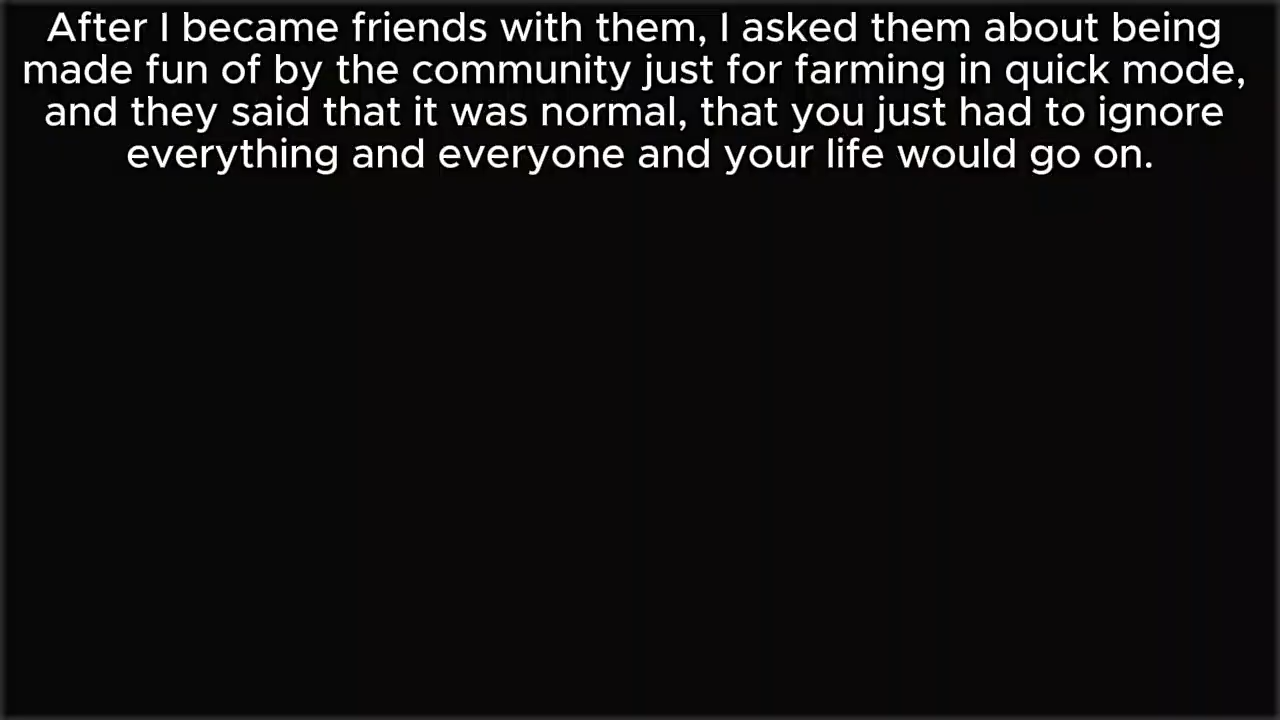 After I became friends with them, I asked them about being
made fun of by the community just for farming in quick mode,
and they said that it was normal, that you just had to ignore
everything and everyone and your life would go on.